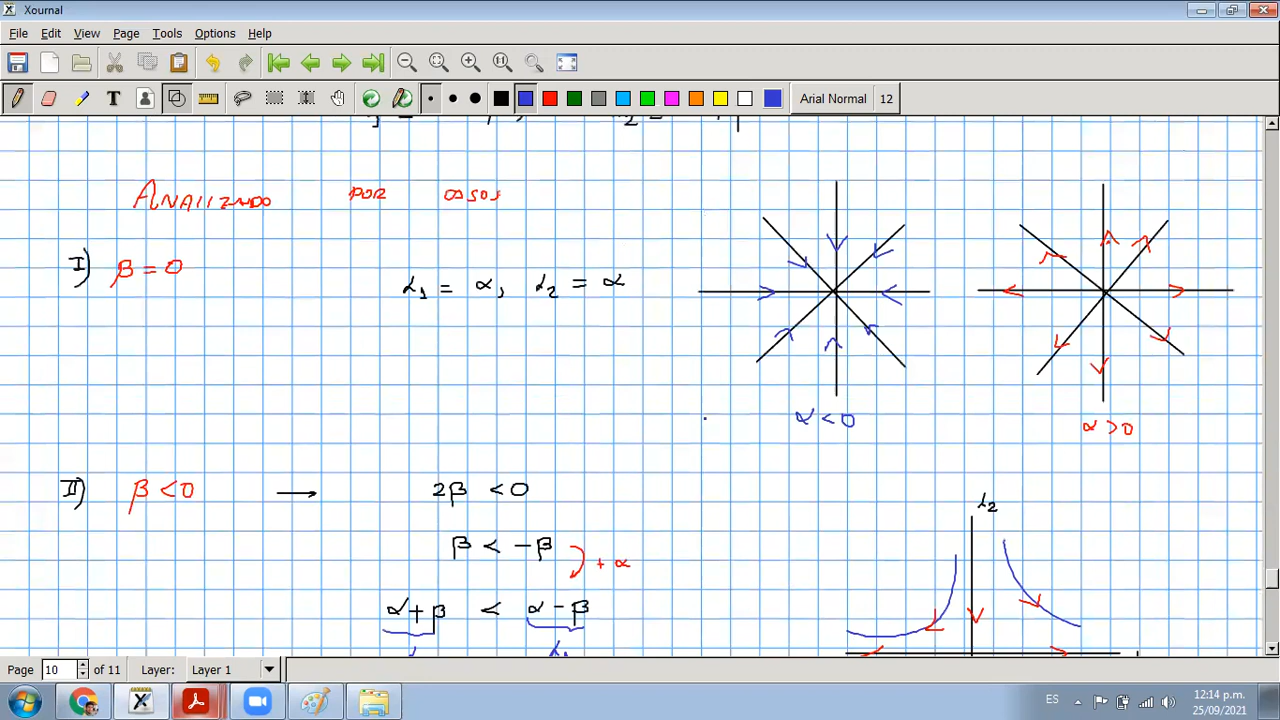 Xournal
File Edit View Page Tools Options Help
Arial Normal 12
ANALIZANDO POR CASOS
I) β = 0
λ1 = α, λ2 = α
α < 0
α > 0
II) β < 0 → 2β < 0
λ2
β < -β
+ α
α + β < α - β
Page 10 of 11 Layer: Layer 1
ES
12:14 p.m.
25/09/2021